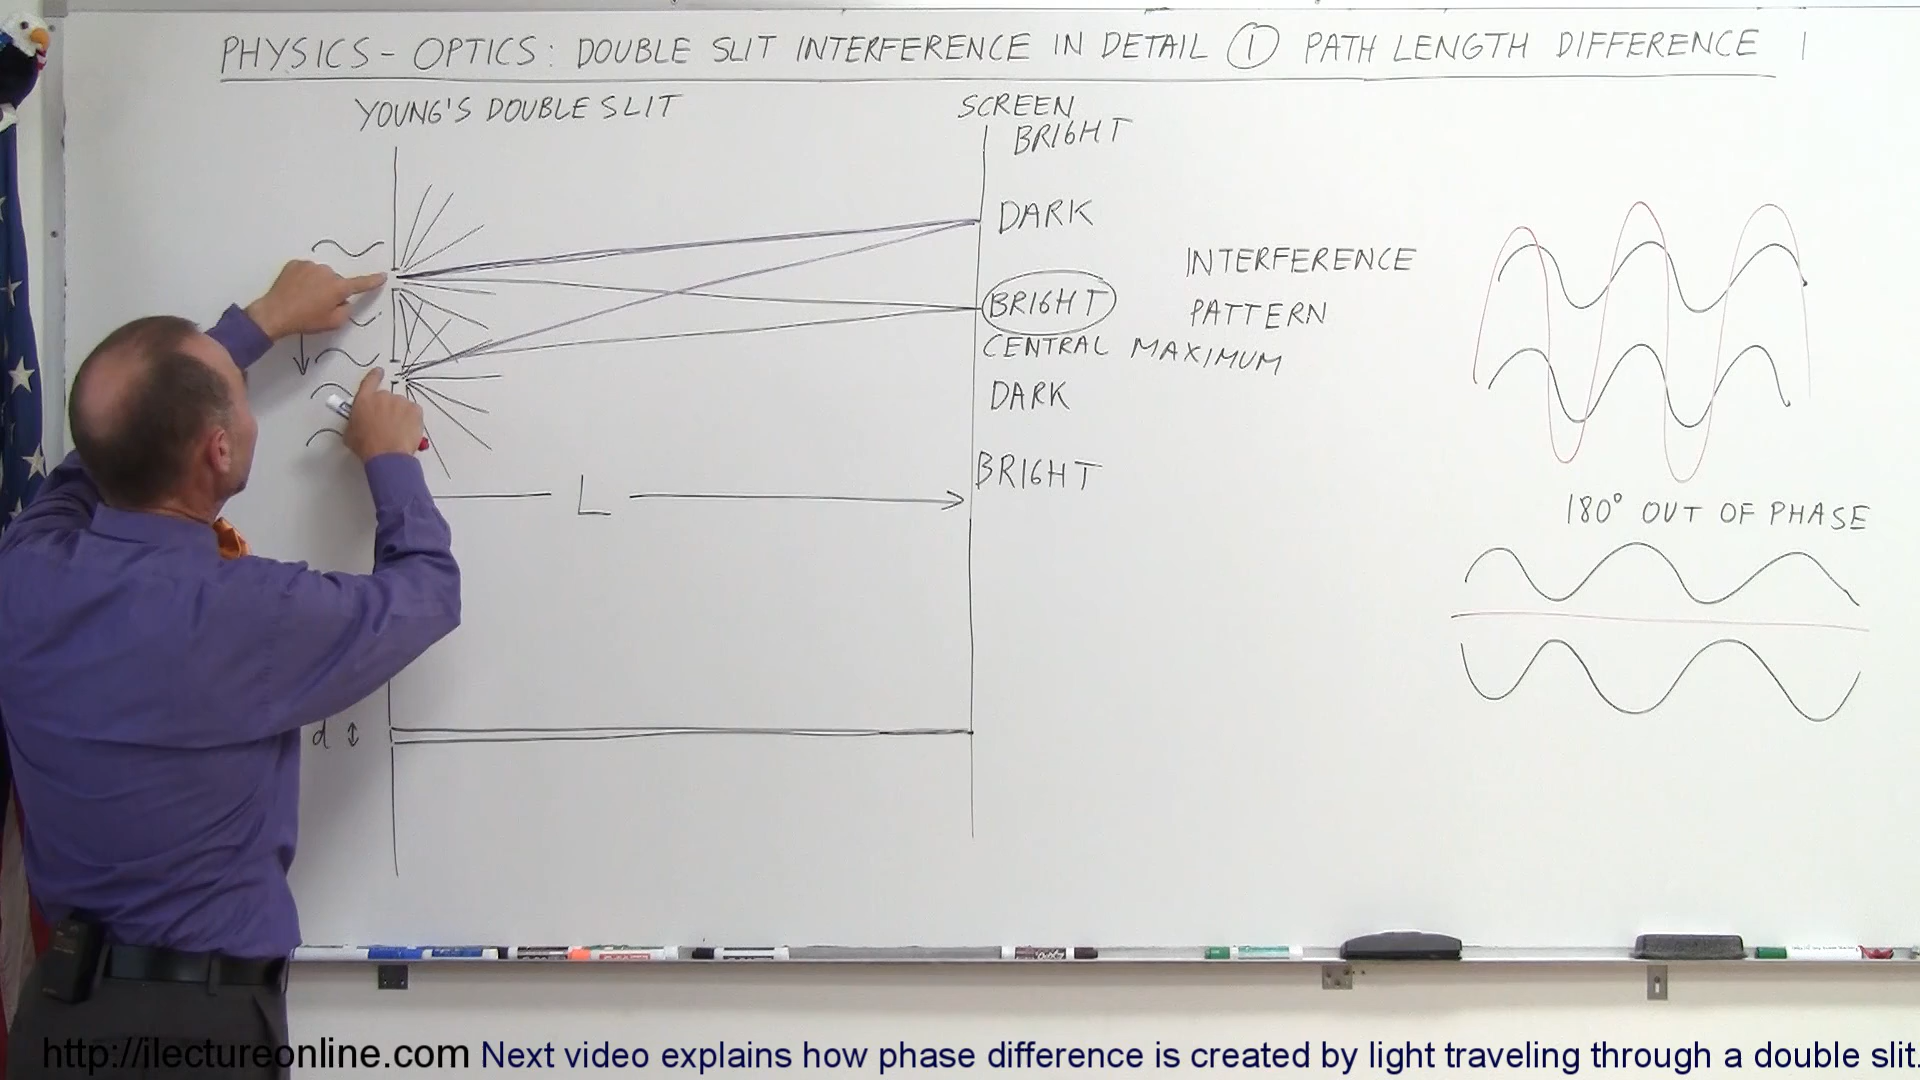 PHYSICS - OPTICS: DOUBLE SLIT INTERFERENCE IN DETAIL ① PATH LENGTH DIFFERENCE 1
YOUNG'S DOUBLE SLIT
SCREEN
BRIGHT
DARK
INTERFERENCE
BRIGHT
PATTERN
CENTRAL MAXIMUM
DARK
BRIGHT
L
180° OUT OF PHASE
d
http://ilectureonline.com Next video explains how phase difference is created by light traveling through a double slit.